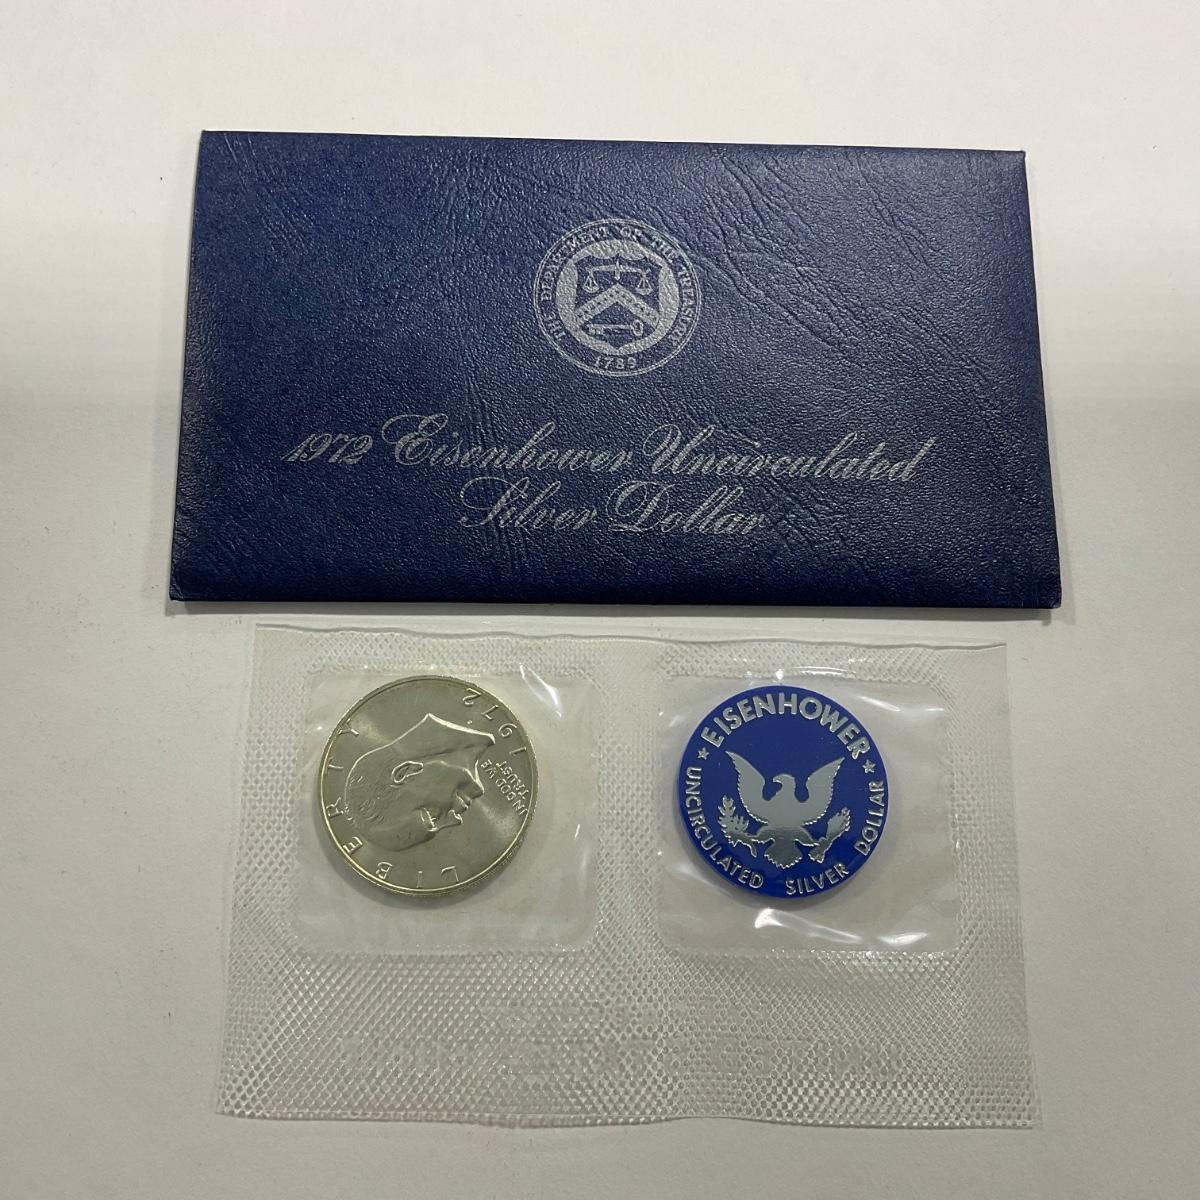 THE DEPARTMENT OF THE TREASURY
1789
1972 Eisenhower Uncirculated
Silver Dollar
LIBERTY
IN GOD WE
TRUST
1972
★ EISENHOWER ★
UNCIRCULATED SILVER DOLLAR